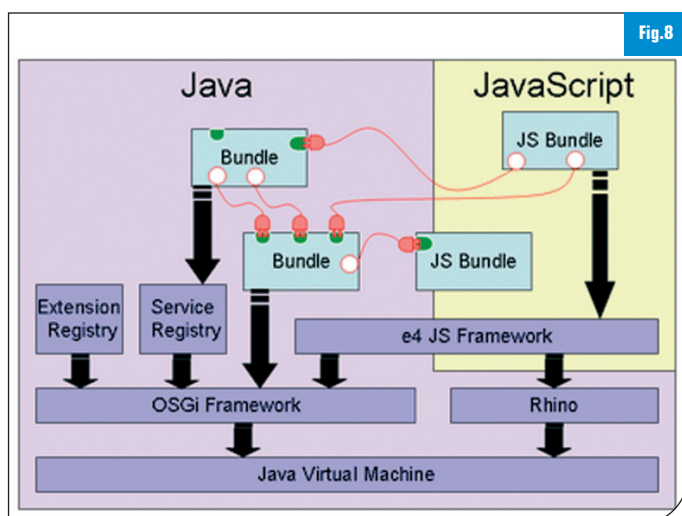 Fig.8
Java
JavaScript
Bundle
JS Bundle
Bundle
JS Bundle
Extension
Registry
Service
Registry
e4 JS Framework
OSGi Framework
Rhino
Java Virtual Machine